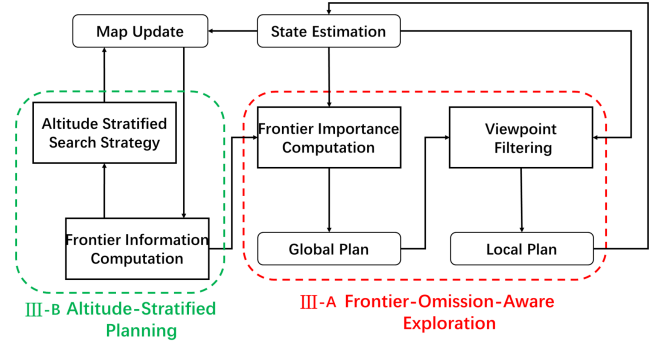 Map Update
State Estimation
Altitude Stratified
Search Strategy
Frontier Importance
Computation
Viewpoint
Filtering
Frontier Information
Computation
Global Plan
Local Plan
III-B Altitude-Stratified
Planning
III-A Frontier-Omission-Aware
Exploration